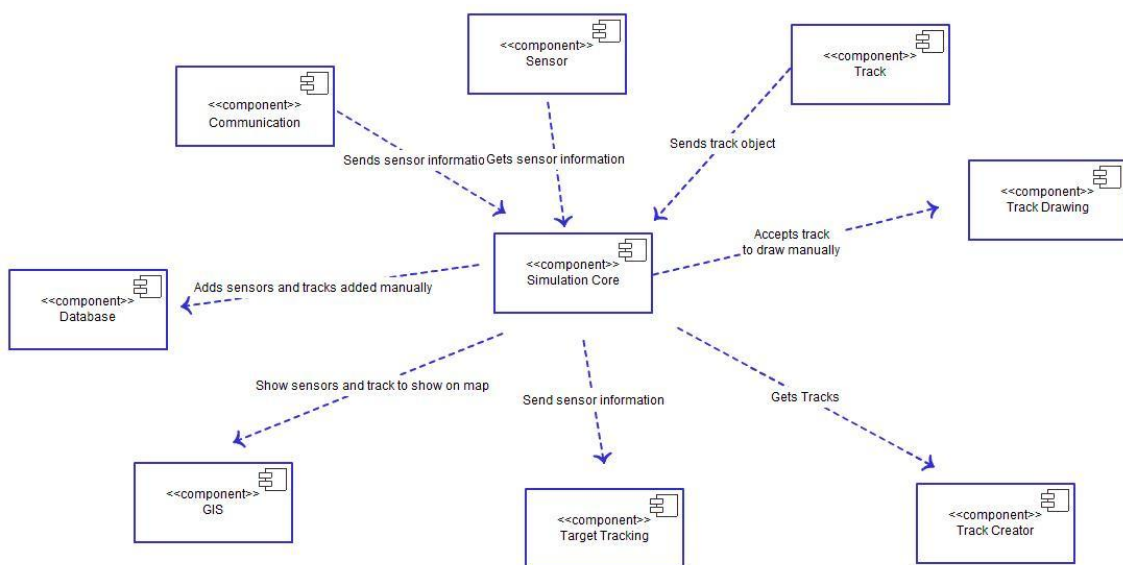 <<component>>
Sensor
<<component>>
Track
<<component>>
Communication
Sends sensor informatio
Gets sensor information
Sends track object
<<component>>
Track Drawing
Accepts track
to draw manually
<<component>>
Simulation Core
<<component>>
Database
Adds sensors and tracks added manually
Show sensors and track to show on map
Send sensor information
Gets Tracks
<<component>>
GIS
<<component>>
Target Tracking
<<component>>
Track Creator